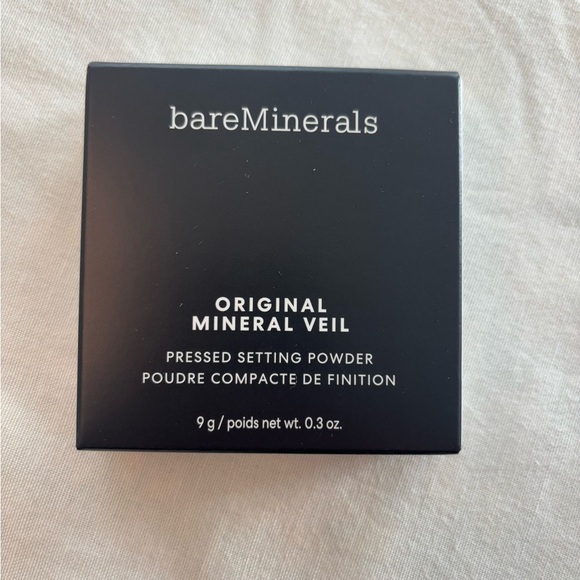 bareMinerals
ORIGINAL
MINERAL VEIL
PRESSED SETTING POWDER
POUDRE COMPACTE DE FINITION
9 g / poids net wt. 0.3 oz.